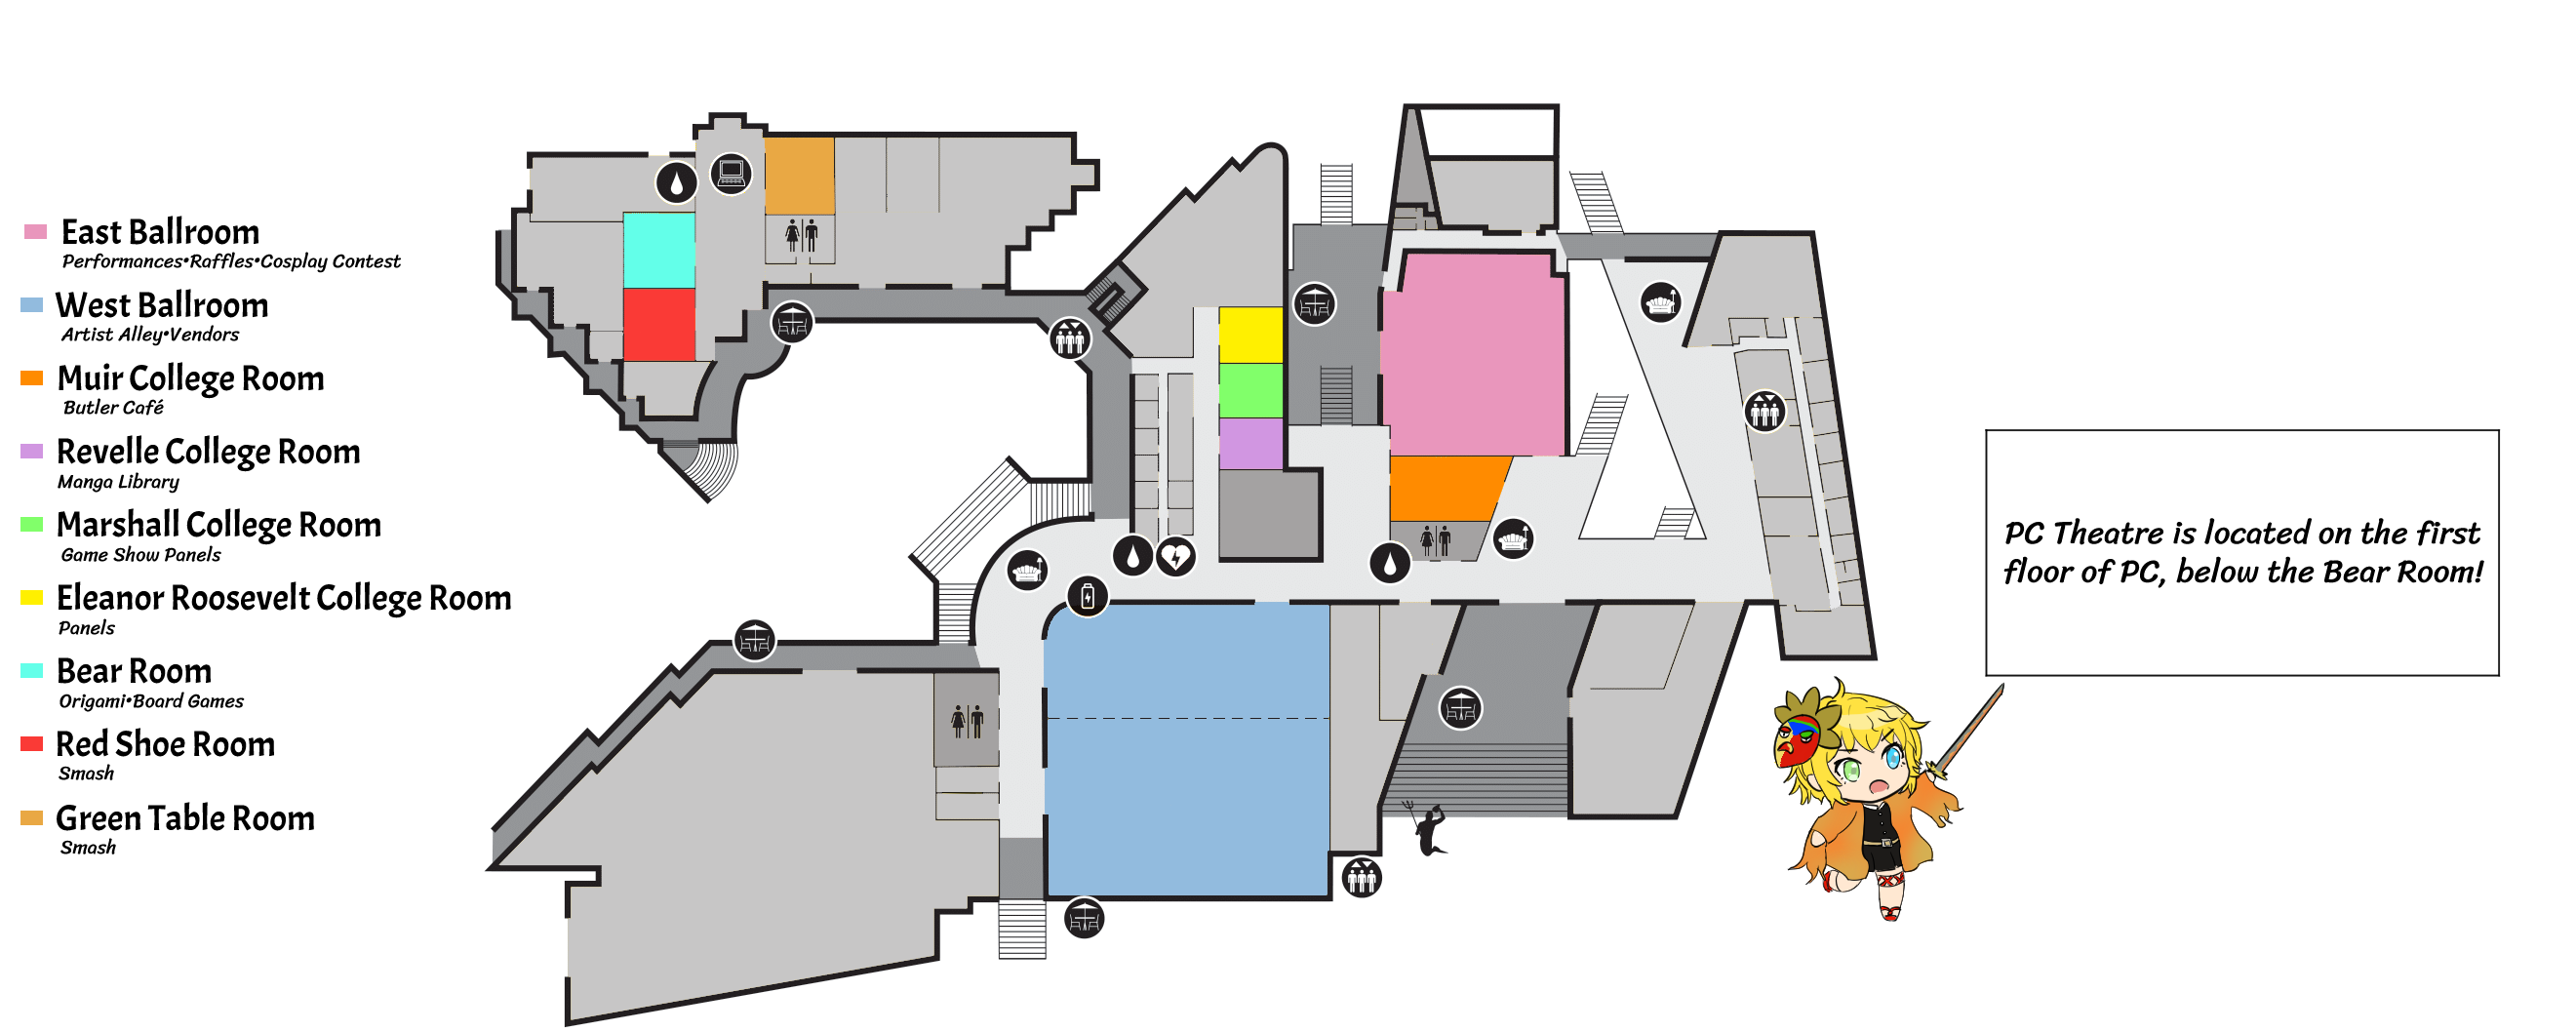 East Ballroom
Performances•Raffles•Cosplay Contest
West Ballroom
Artist Alley•Vendors
Muir College Room
Butler Café
Revelle College Room
Manga Library
Marshall College Room
Game Show Panels
Eleanor Roosevelt College Room
Panels
Bear Room
Origami•Board Games
Red Shoe Room
Smash
Green Table Room
Smash
PC Theatre is located on the first
floor of PC, below the Bear Room!